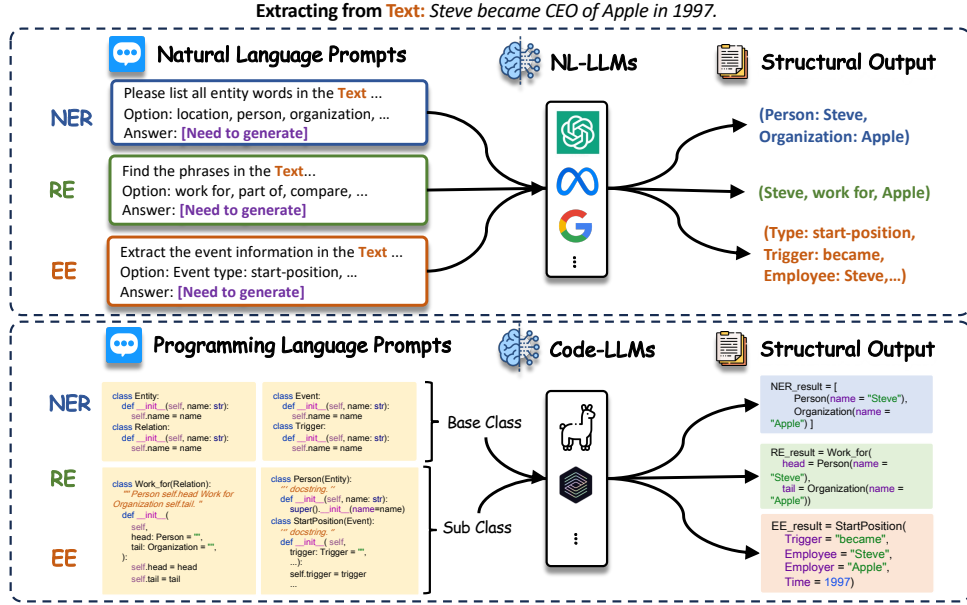 Extracting from Text: Steve became CEO of Apple in 1997.
Natural Language Prompts
NL-LLMs
Structural Output
NER
Please list all entity words in the Text ...
Option: location, person, organization, ...
Answer: [Need to generate]
(Person: Steve,
Organization: Apple)
RE
Find the phrases in the Text...
Option: work for, part of, compare, ...
Answer: [Need to generate]
(Steve, work for, Apple)
EE
Extract the event information in the Text ...
Option: Event type: start-position, ...
Answer: [Need to generate]
(Type: start-position,
Trigger: became,
Employee: Steve,...)
Programming Language Prompts
Code-LLMs
Structural Output
NER
RE
EE
class Entity:
def __init__(self, name: str):
self.name = name
class Relation:
def __init__(self, name: str):
self.name = name
class Event:
def __init__(self, name: str):
self.name = name
class Trigger:
def __init__(self, name: str):
self.name = name
Base Class
class Work_for(Relation):
""" Person self.head Work for
Organization self.tail. "
def __init__(
self,
head: Person = "",
tail: Organization = "",
):
self.head = head
self.tail = tail
class Person(Entity):
""" docstring. "
def __init__(self, name: str):
super().__init__(name=name)
class StartPosition(Event):
""" docstring. "
def __init__( self,
trigger: Trigger = "",
...):
self.trigger = trigger
...
Sub Class
NER_result = [
Person(name = "Steve"),
Organization(name =
"Apple") ]
RE_result = Work_for(
head = Person(name =
"Steve"),
tail = Organization(name =
"Apple"))
EE_result = StartPosition(
Trigger = "became",
Employee = "Steve",
Employer = "Apple",
Time = 1997)